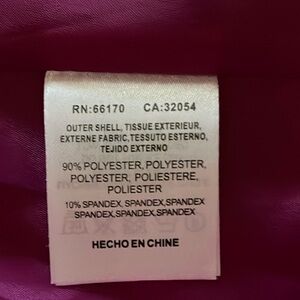 RN:66170 CA:32054
OUTER SHELL, TISSUE EXTERIEUR,
EXTERNE FABRIC,TESSUTO ESTERNO,
TEJIDO EXTERNO
90% POLYESTER, POLYESTER,
POLYESTER, POLIESTERE,
POLIESTER
10% SPANDEX, SPANDEX,SPANDEX
SPANDEX,SPANDEX,SPANDEX
HECHO EN CHINE